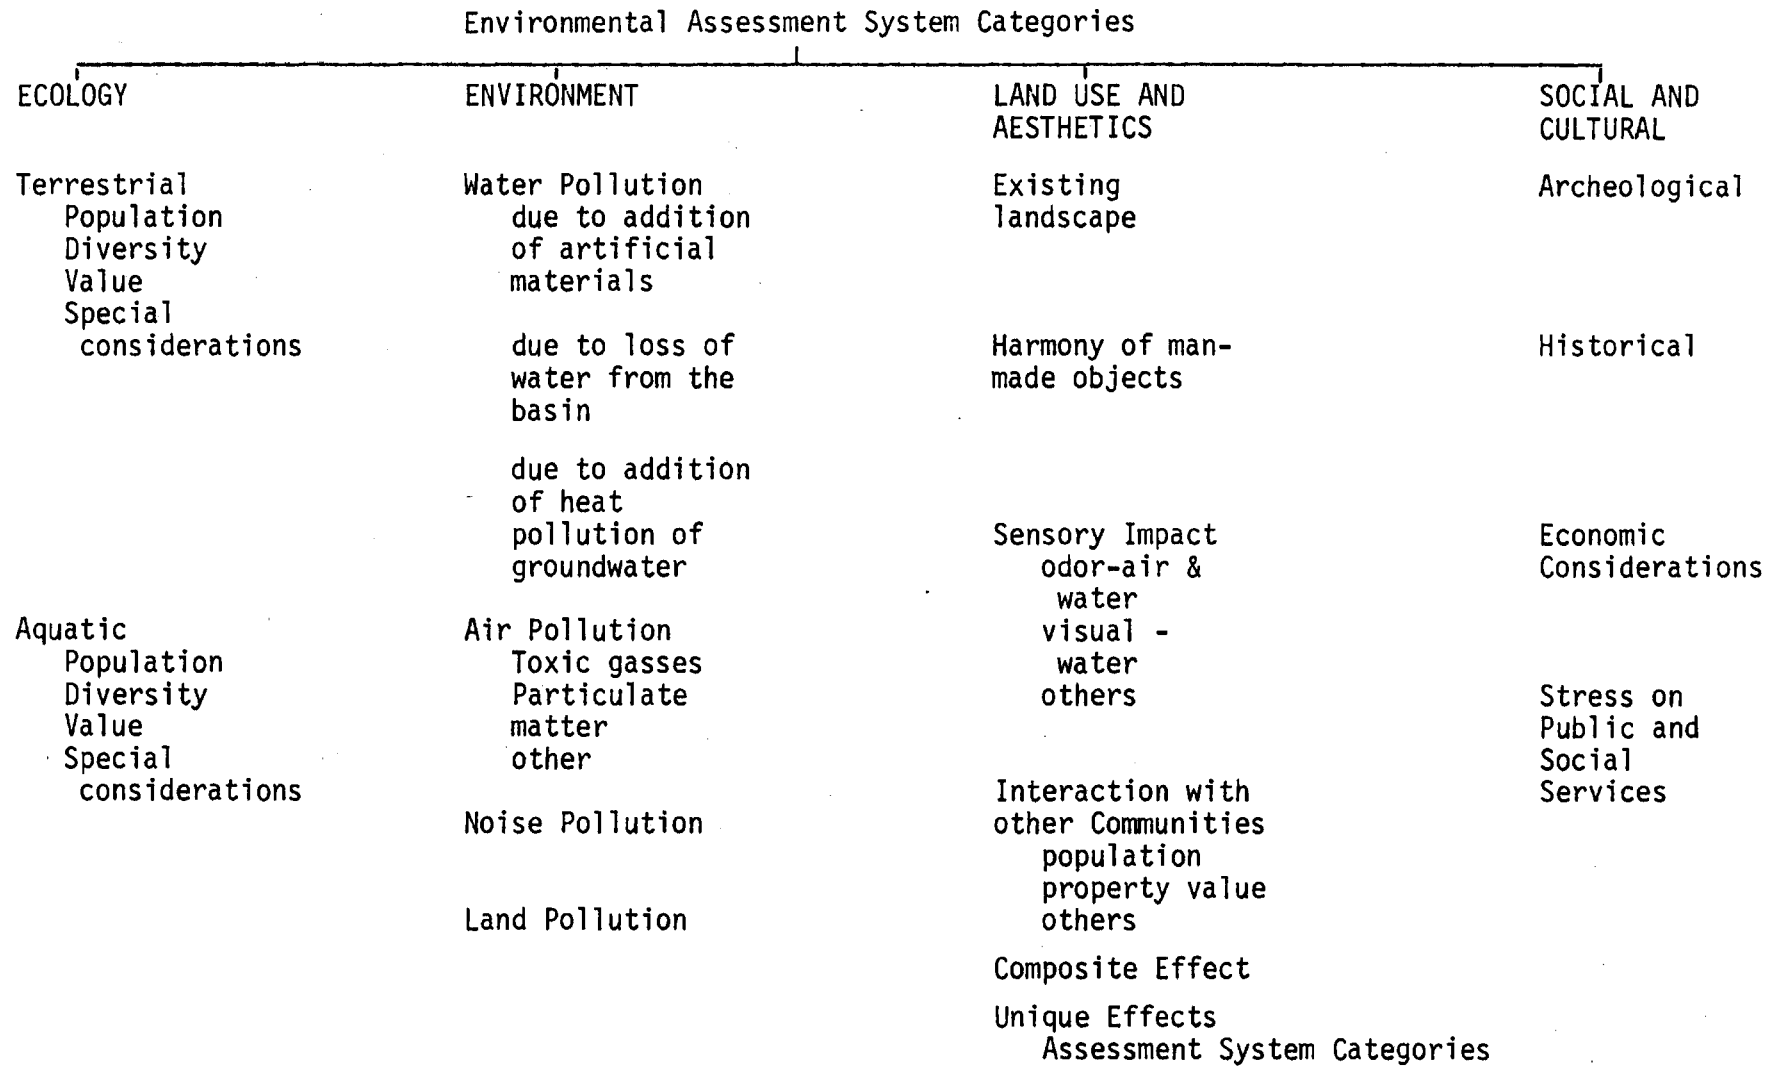 Environmental Assessment System Categories
ECOLOGY
Terrestrial
Population
Diversity
Value
Special
considerations
Aquatic
Population
Diversity
Value
Special
considerations
ENVIRONMENT
Water Pollution
due to addition
of artificial
materials
due to loss of
water from the
basin
due to addition
of heat
pollution of
groundwater
Air Pollution
Toxic gasses
Particulate
matter
other
Noise Pollution
Land Pollution
LAND USE AND
AESTHETICS
Existing
landscape
Harmony of man-
made objects
Sensory Impact
odor-air &
water
visual -
water
others
Interaction with
other Communities
population
property value
others
Composite Effect
Unique Effects
Assessment System Categories
SOCIAL AND
CULTURAL
Archeological
Historical
Economic
Considerations
Stress on
Public and
Social
Services